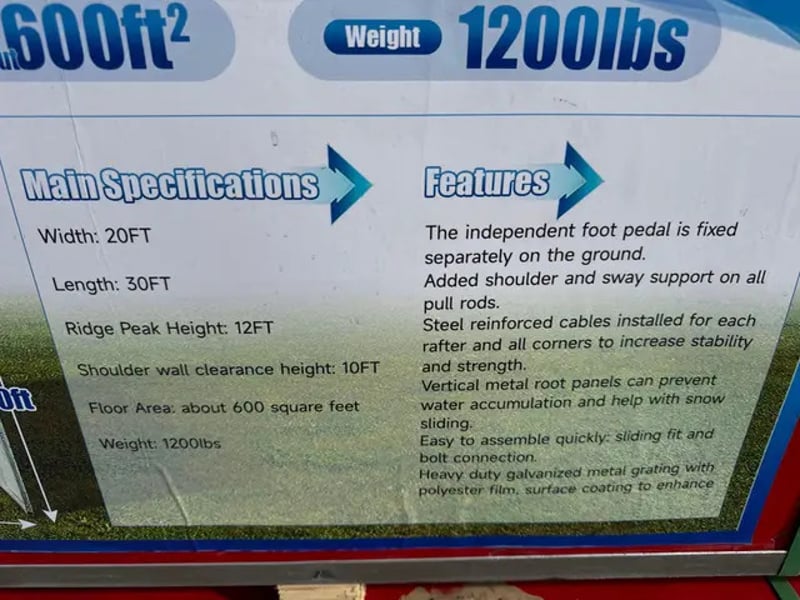 600ft²
Weight 1200lbs
Main Specifications
Width: 20FT
Length: 30FT
Ridge Peak Height: 12FT
Shoulder wall clearance height: 10FT
Floor Area: about 600 square feet
Weight: 1200lbs
0ft
Features
The independent foot pedal is fixed
separately on the ground.
Added shoulder and sway support on all
pull rods.
Steel reinforced cables installed for each
rafter and all corners to increase stability
and strength.
Vertical metal root panels can prevent
water accumulation and help with snow
sliding.
Easy to assemble quickly: sliding fit and
bolt connection.
Heavy duty galvanized metal grating with
polyester film, surface coating to enhance